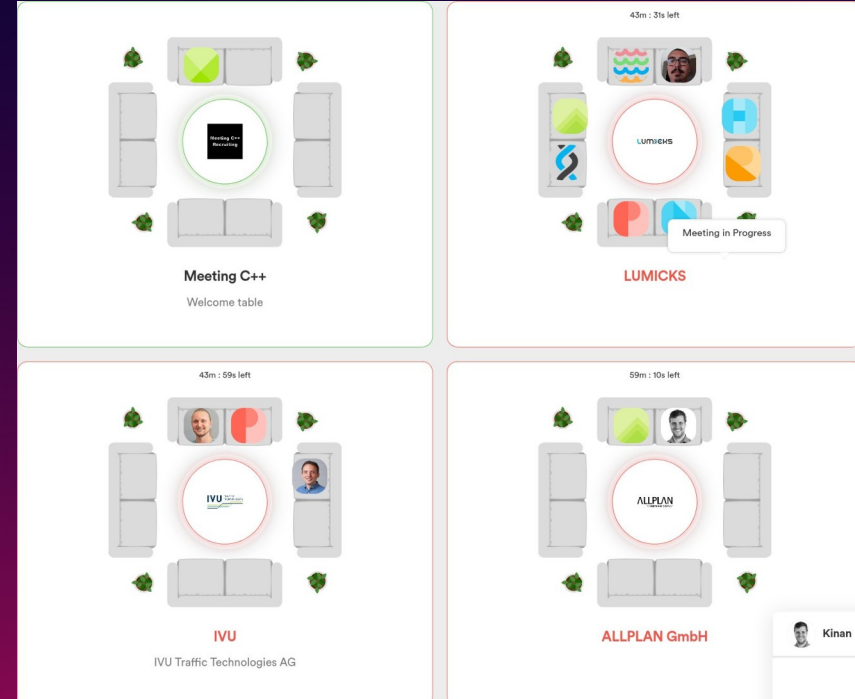 Meeting C++
Recruiting
Meeting C++
Welcome table
43m : 31s left
LUMICKS
Meeting in Progress
LUMICKS
43m : 59s left
IVU
IVU
IVU Traffic Technologies AG
59m : 10s left
ALLPLAN
ALLPLAN GmbH
Kinan